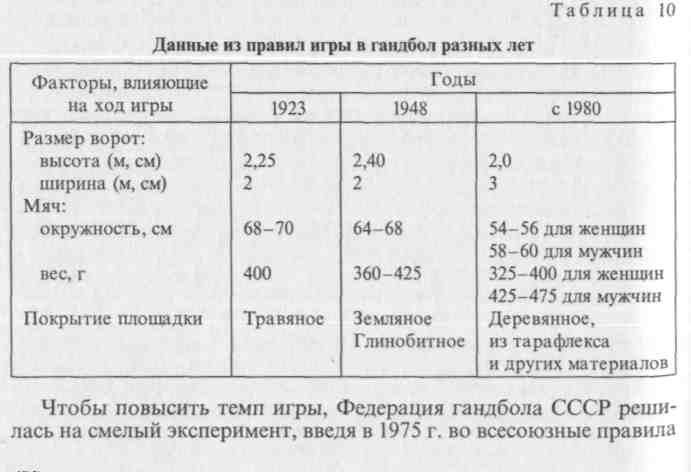 Таблица 10
Данные из правил игры в гандбол разных лет
Факторы, влияющие на ход игры
Годы
1923 1948 с 1980
Размер ворот:
высота (м, см) 2,25 2,40 2,0
ширина (м, см) 2 2 3
Мяч:
окружность, см 68–70 64–68 54–56 для женщин
58–60 для мужчин
вес, г 400 360–425 325–400 для женщин
425–475 для мужчин
Покрытие площадки Травяное Земляное Деревянное,
Глинобитное из тарафлекса
и других материалов
Чтобы повысить темп игры, Федерация гандбола СССР реши-
лась на смелый эксперимент, введя в 1975 г. во всесоюзные правила